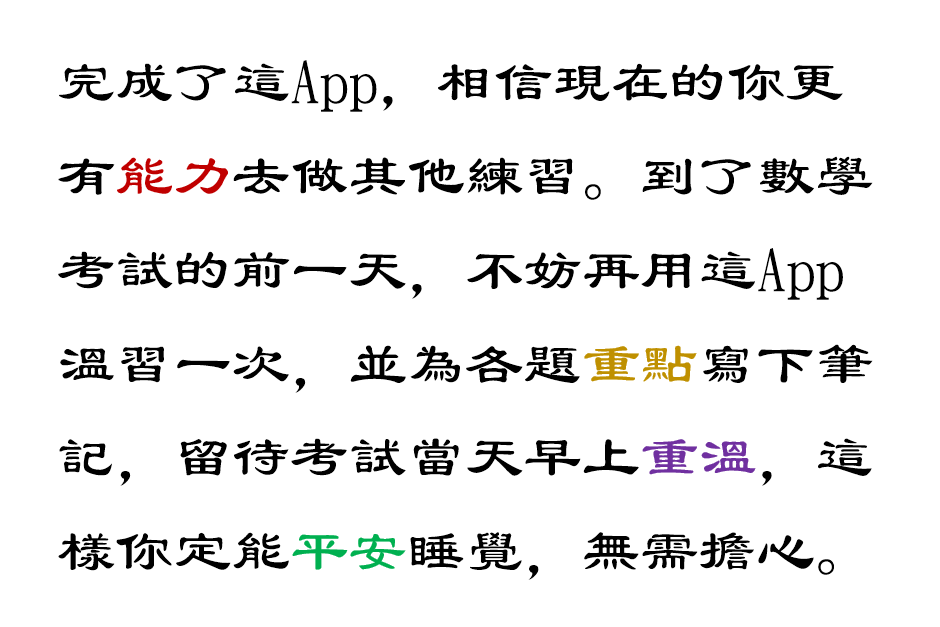 完成了這App，相信現在的你更
有能力去做其他練習。到了數學
考試的前一天，不妨再用這App
溫習一次，並為各題重點寫下筆
記，留待考試當天早上重溫，這
樣你定能平安睡覺，無需擔心。